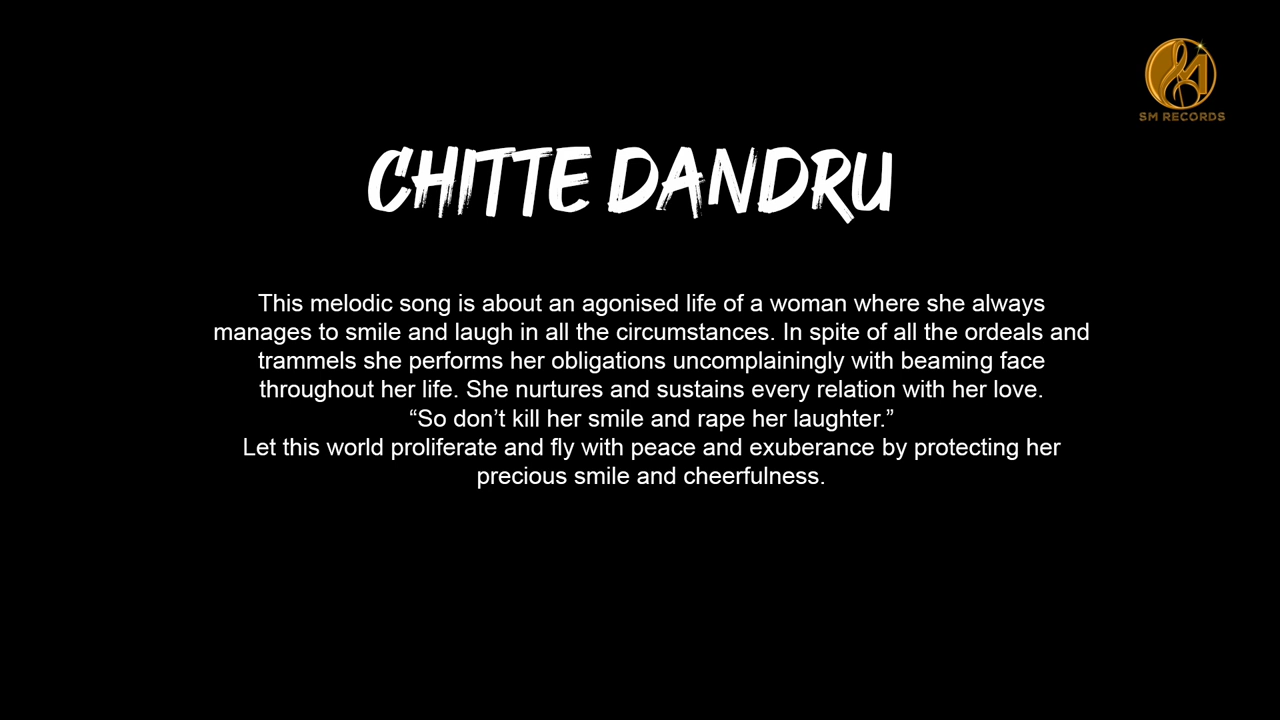 SM RECORDS
CHITTE DANDRU
This melodic song is about an agonised life of a woman where she always
manages to smile and laugh in all the circumstances. In spite of all the ordeals and
trammels she performs her obligations uncomplainingly with beaming face
throughout her life. She nurtures and sustains every relation with her love.
“So don’t kill her smile and rape her laughter.”
Let this world proliferate and fly with peace and exuberance by protecting her
precious smile and cheerfulness.